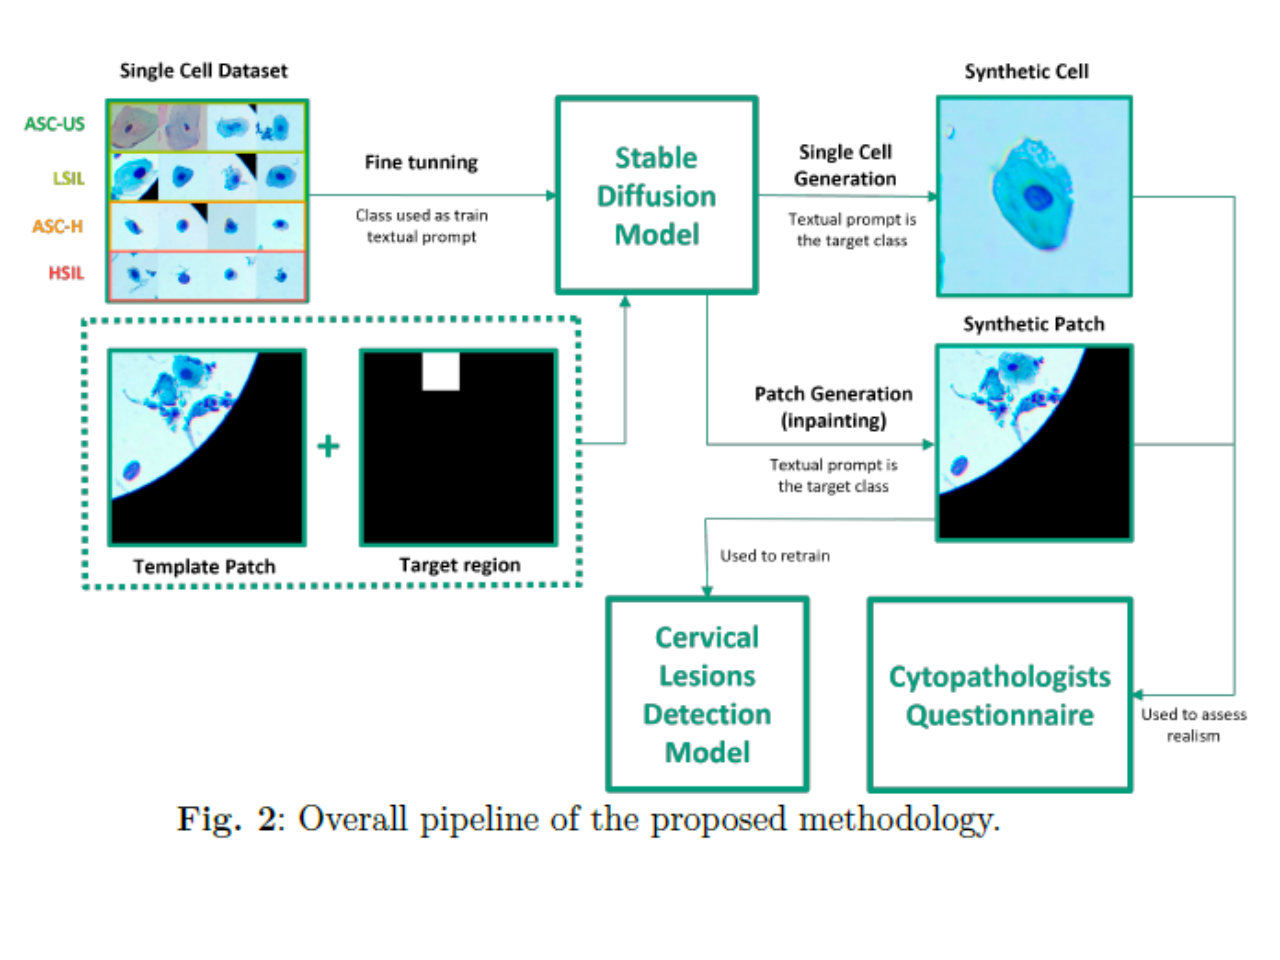 Single Cell Dataset
ASC-US
LSIL
ASC-H
HSIL
Fine tunning
Class used as train
textual prompt
Stable
Diffusion
Model
Single Cell
Generation
Textual prompt is
the target class
Synthetic Cell
Template Patch
+
Target region
Patch Generation
(inpainting)
Textual prompt is
the target class
Synthetic Patch
Used to retrain
Cervical
Lesions
Detection
Model
Cytopathologists
Questionnaire
Used to assess
realism
Fig. 2: Overall pipeline of the proposed methodology.